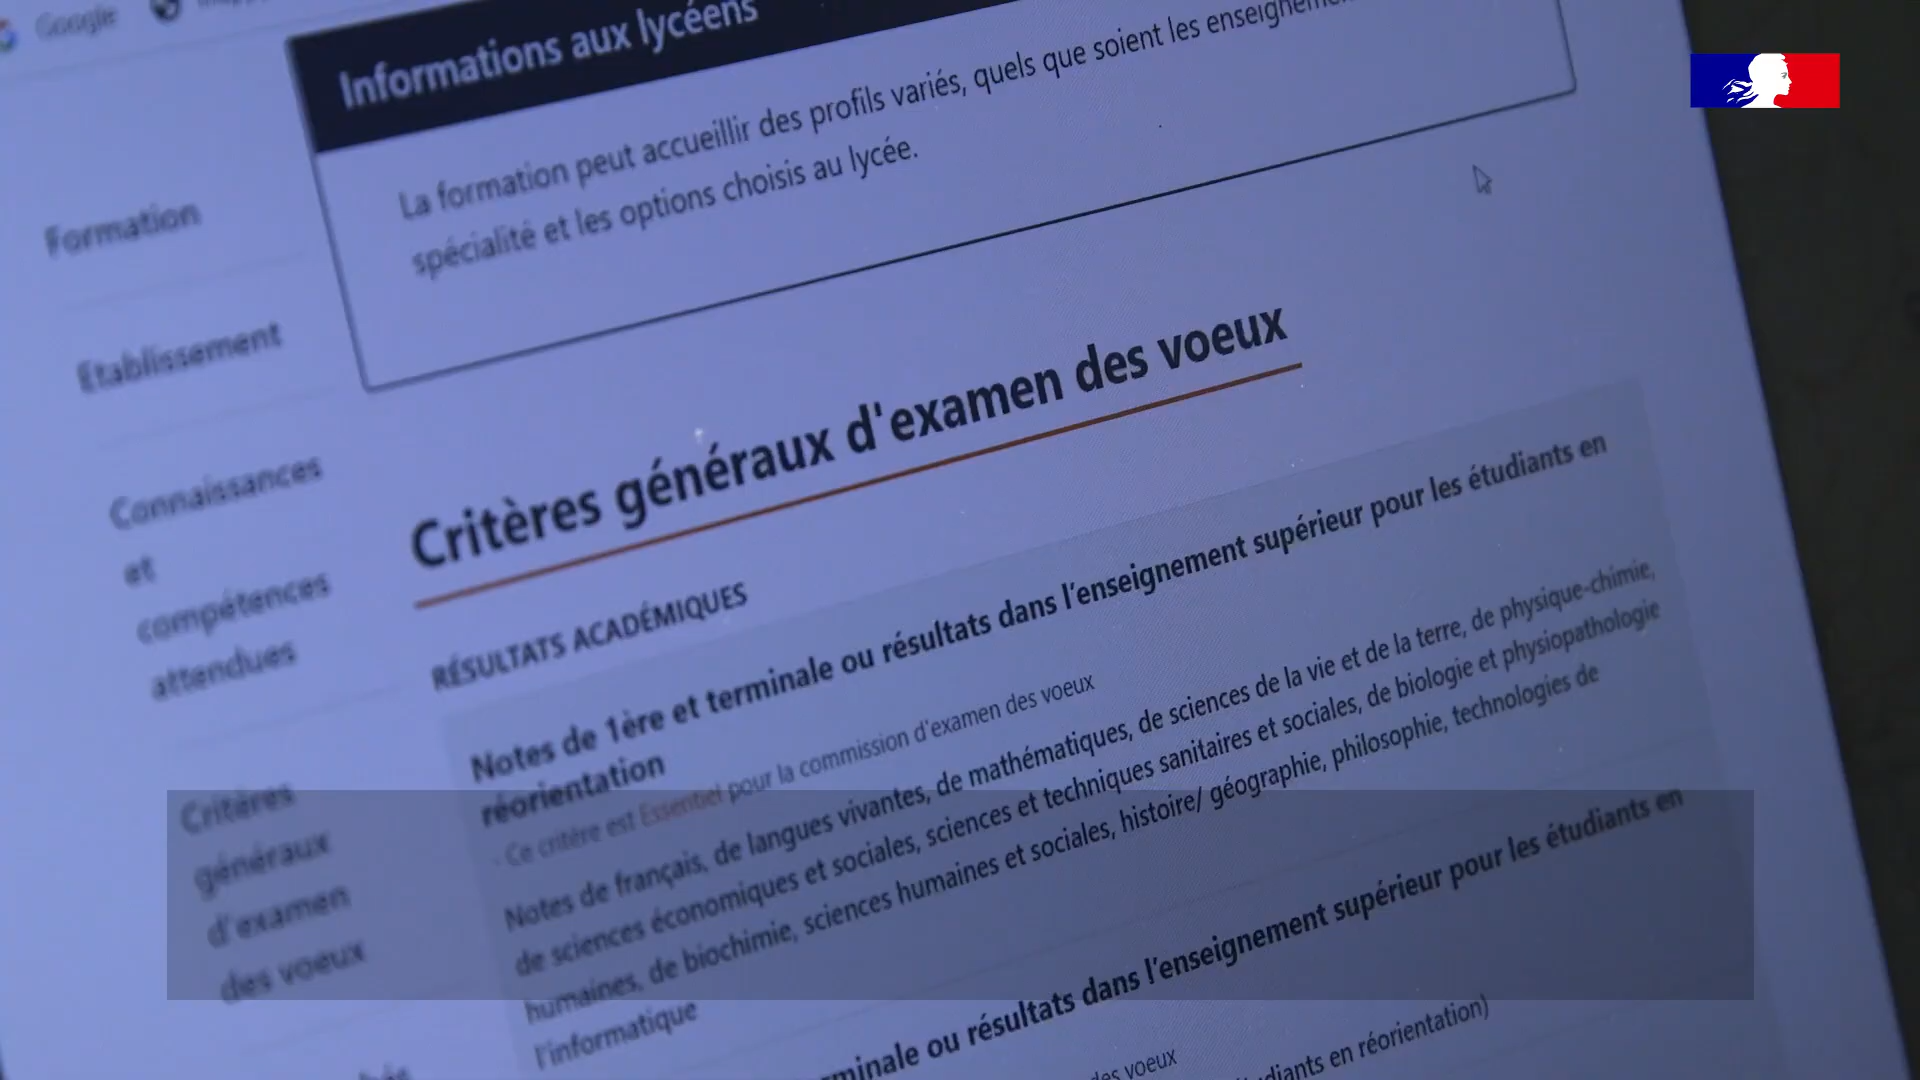 Google
Informations aux lycéens
La formation peut accueillir des profils variés, quels que soient les
spécialité et les options choisis au lycée.
Formation
Etablissement
Connaissances
et
compétences
attendues
Critères
généraux
d'examen
des voeux
Critères généraux d'examen des voeux
RÉSULTATS ACADÉMIQUES
Notes de 1ère et terminale ou résultats dans l'enseignement supérieur pour les étudiants en
réorientation
- Ce critère est Essentiel pour la commission d'examen des voeux
Notes de français, de langues vivantes, de mathématiques, de sciences de la vie et de la terre, de physique-chimie,
de sciences économiques et sociales, sciences et techniques sanitaires et sociales, de biologie et physiopathologie
humaines, de biochimie, sciences humaines et sociales, histoire/ géographie, philosophie, technologies de
l'informatique
ou résultats dans l'enseignement supérieur pour les étudiants en
voeux
en réorientation)